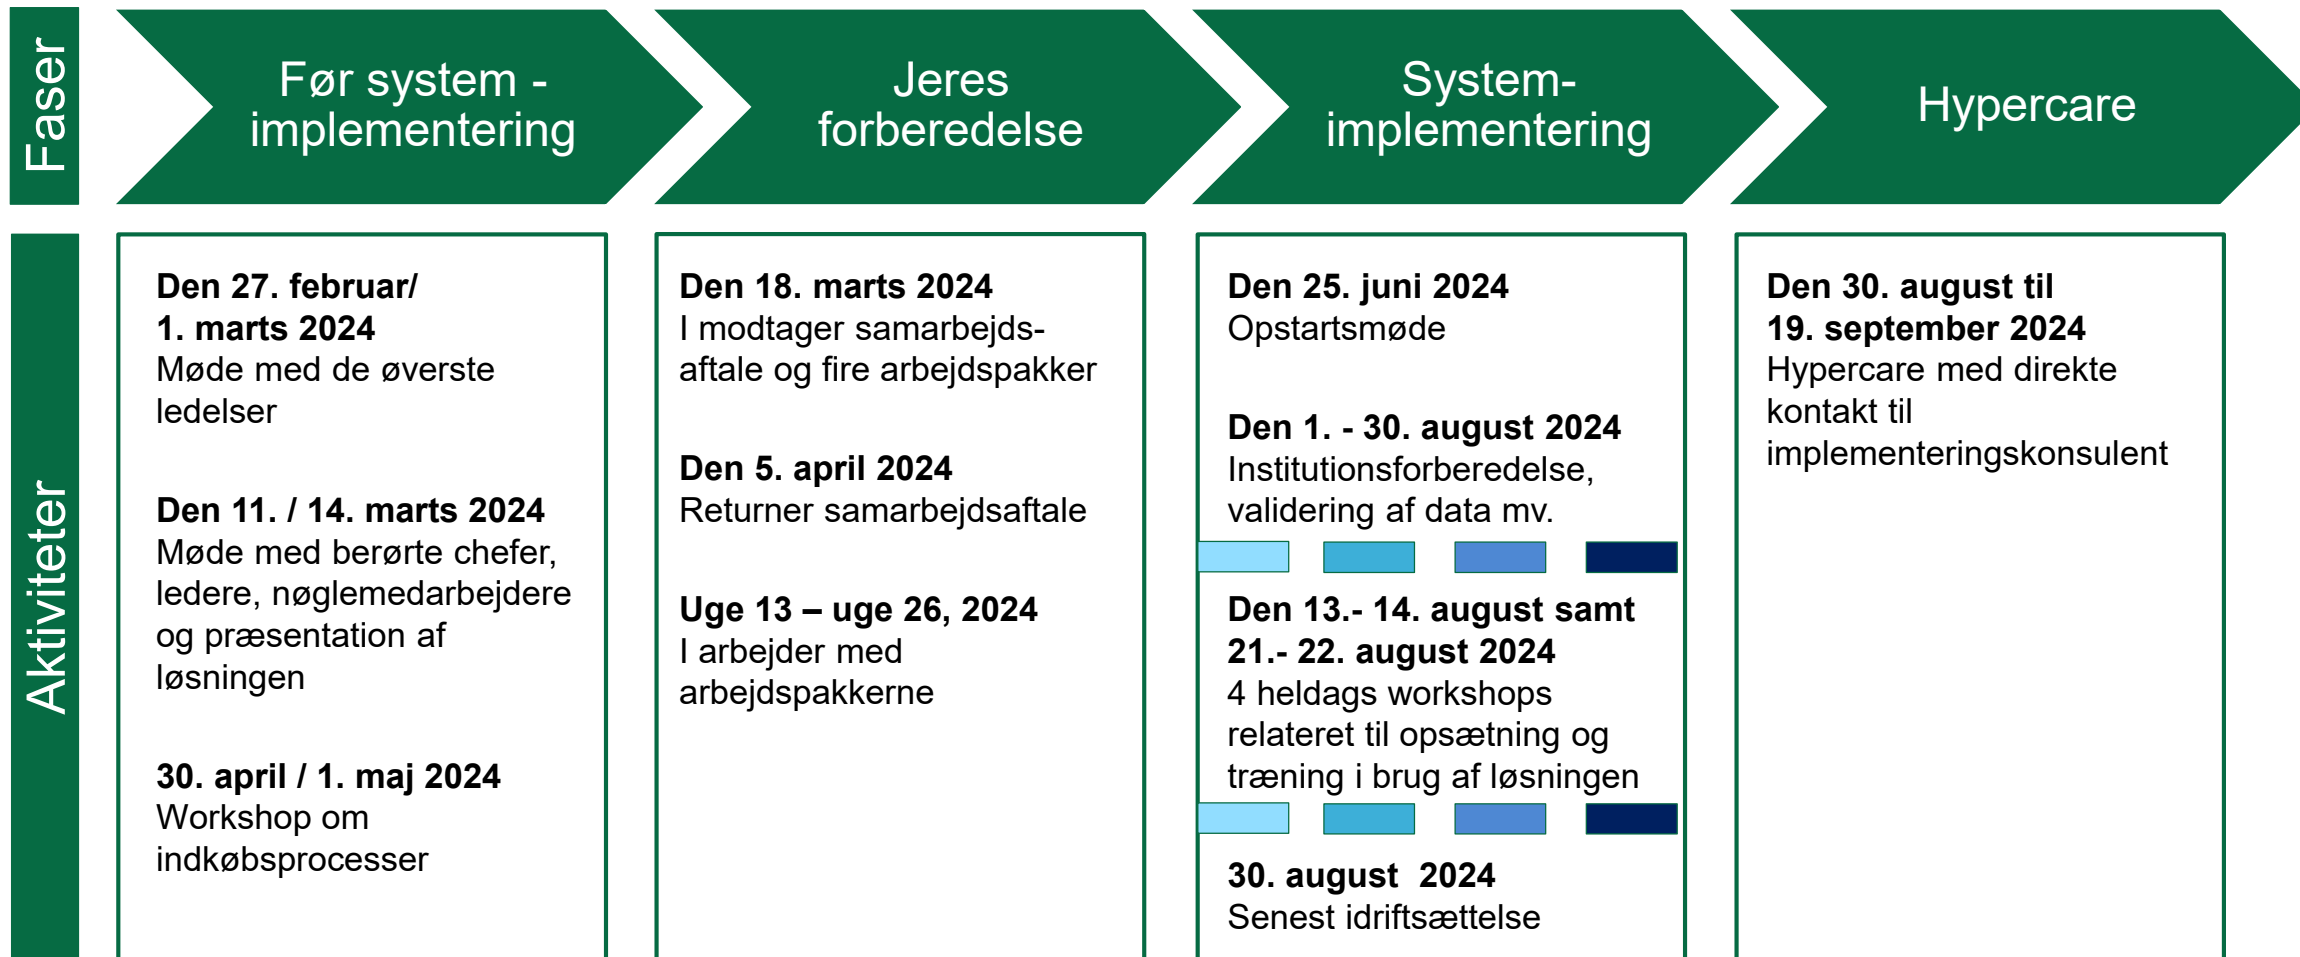 Faser
Før system -
implementering
Jeres
forberedelse
System-
implementering
Hypercare
Aktiviteter
Den 27. februar/
1. marts 2024
Møde med de øverste
ledelser
Den 11. / 14. marts 2024
Møde med berørte chefer,
ledere, nøglemedarbejdere
og præsentation af
løsningen
30. april / 1. maj 2024
Workshop om
indkøbsprocesser
Den 18. marts 2024
I modtager samarbejds-
aftale og fire arbejdspakker
Den 5. april 2024
Returner samarbejdsaftale
Uge 13 – uge 26, 2024
I arbejder med
arbejdspakkerne
Den 25. juni 2024
Opstartsmøde
Den 1. - 30. august 2024
Institutionsforberedelse,
validering af data mv.
Den 13.- 14. august samt
21.- 22. august 2024
4 heldags workshops
relateret til opsætning og
træning i brug af løsningen
30. august  2024
Senest idriftsættelse
Den 30. august til
19. september 2024
Hypercare med direkte
kontakt til
implementeringskonsulent